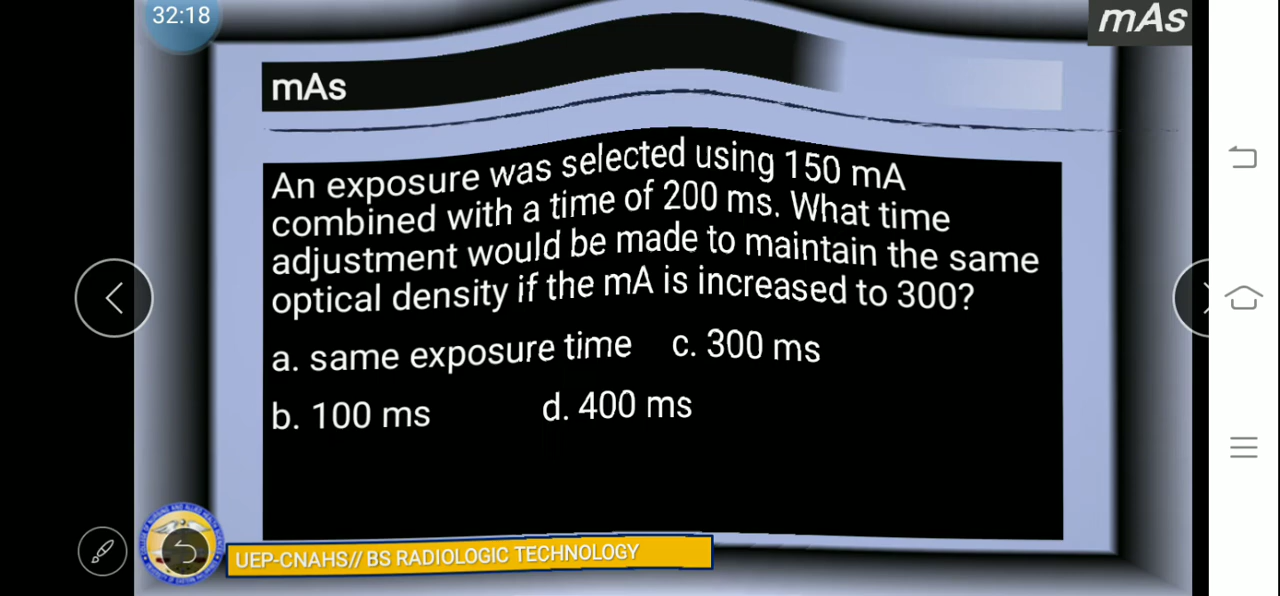 32:18
mAs
mAs
An exposure was selected using 150 mA
combined with a time of 200 ms. What time
adjustment would be made to maintain the same
optical density if the mA is increased to 300?
a. same exposure time c. 300 ms
b. 100 ms d. 400 ms
UEP-CNAHS// BS RADIOLOGIC TECHNOLOGY